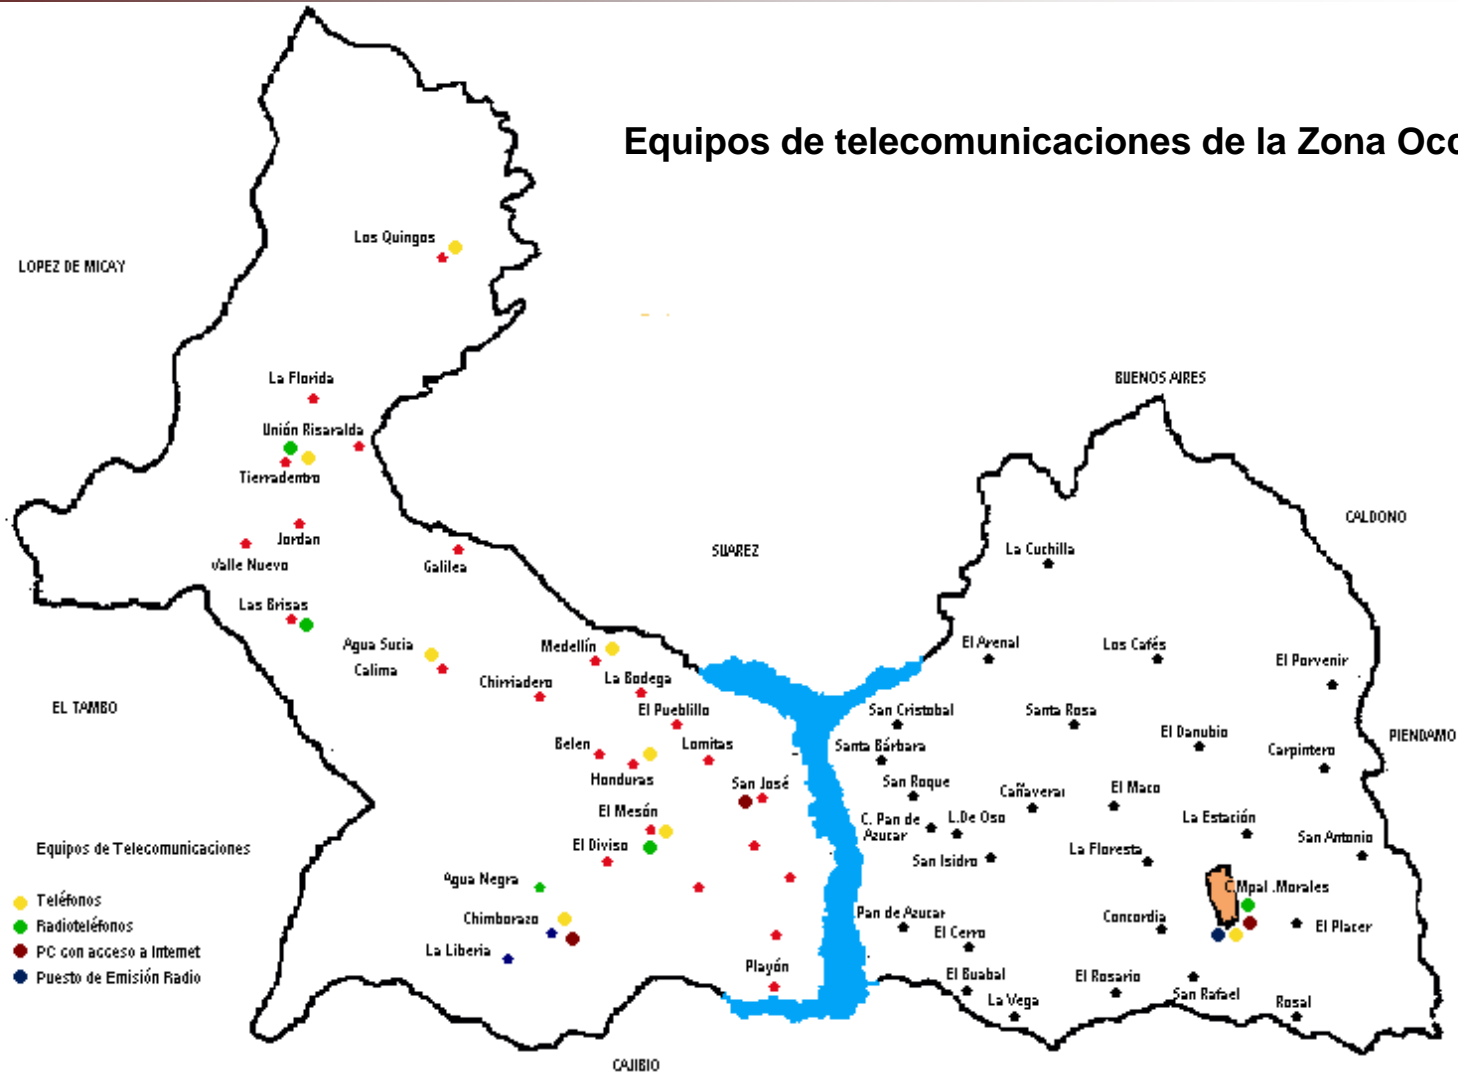 Equipos de telecomunicaciones de la Zona Occ
Los Quingos
LOPEZ DE MICAY
La Florida
BUENOS AIRES
Unión Risaralda
Tierradentro
CALDONO
Jordan
Valle Nuevo
Galilea
SUAREZ
La Cuchilla
Las Brisas
Agua Sucia
Calima
Medellín
El Arenal
Los Cafés
El Porvenir
Chirriadero
La Bodega
EL TAMBO
El Pueblillo
San Cristobal
Santa Rosa
El Danubio
PIENDAMO
Belen
Lomitas
Santa Bárbara
Carpintero
Honduras
San José
San Roque
Cañaveral
El Maco
El Mesón
C. Pan de
Azucar
L.De Oso
La Estación
San Antonio
El Diviso
San Isidro
La Floresta
Equipos de Telecomunicaciones
Agua Negra
C.Mpal .Morales
Teléfonos
Chimborazo
Pan de Azucar
Concordia
El Placer
Radioteléfonos
El Cerro
PC con acceso a Internet
La Liberia
Puesto de Emisión Radio
Playón
El Buabal
El Rosario
San Rafael
La Vega
Rosal
CAJIBIO